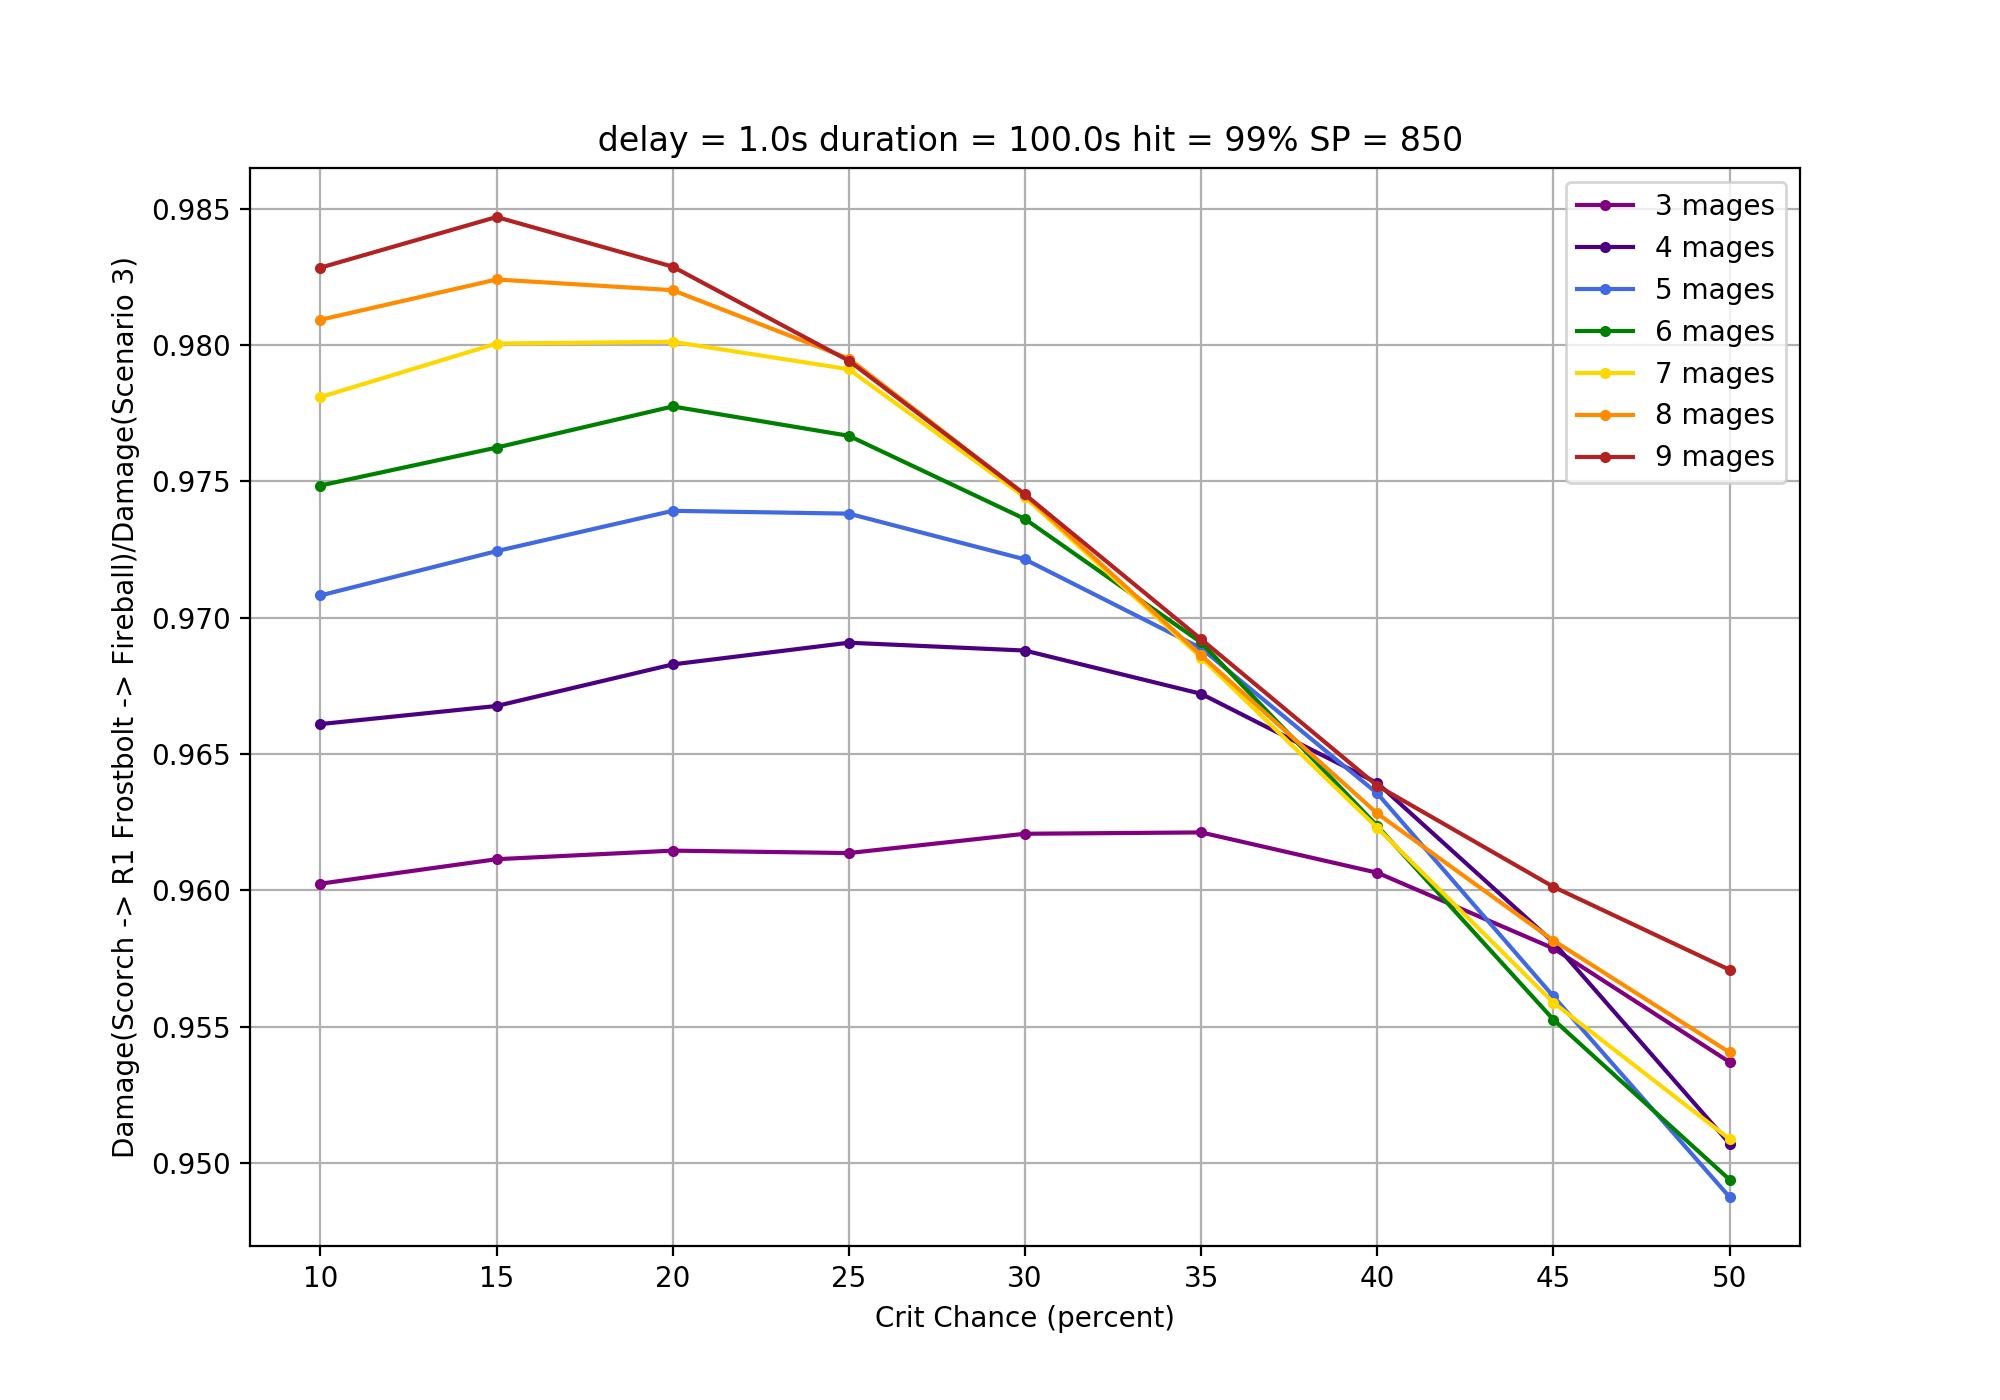 delay = 1.0s duration = 100.0s hit = 99% SP = 850
Damage(Scorch -> R1 Frostbolt -> Fireball)/Damage(Scenario 3)
0.985
0.980
0.975
0.970
0.965
0.960
0.955
0.950
3 mages
4 mages
5 mages
6 mages
7 mages
8 mages
9 mages
10 15 20 25 30 35 40 45 50
Crit Chance (percent)